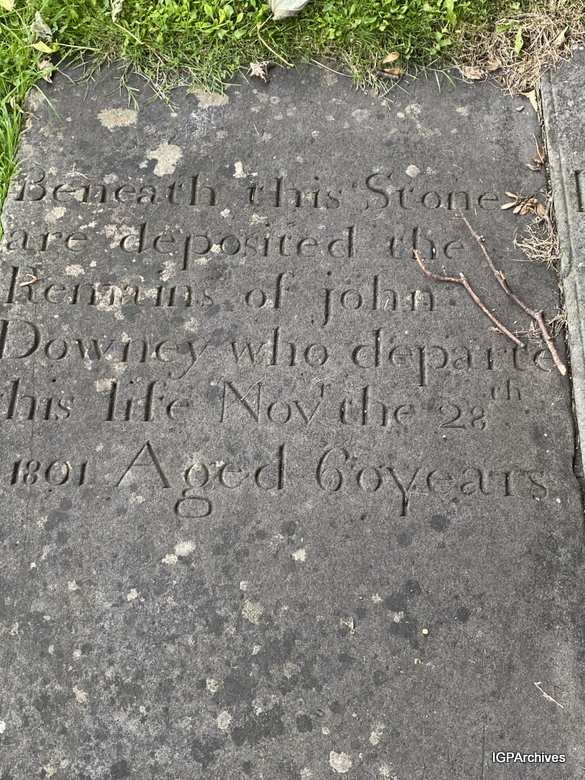 Beneath this Stone
are deposited the
Remains of john
Downey who departe
this life Novr the 28th
1801 Aged 60 years
IGPArchives